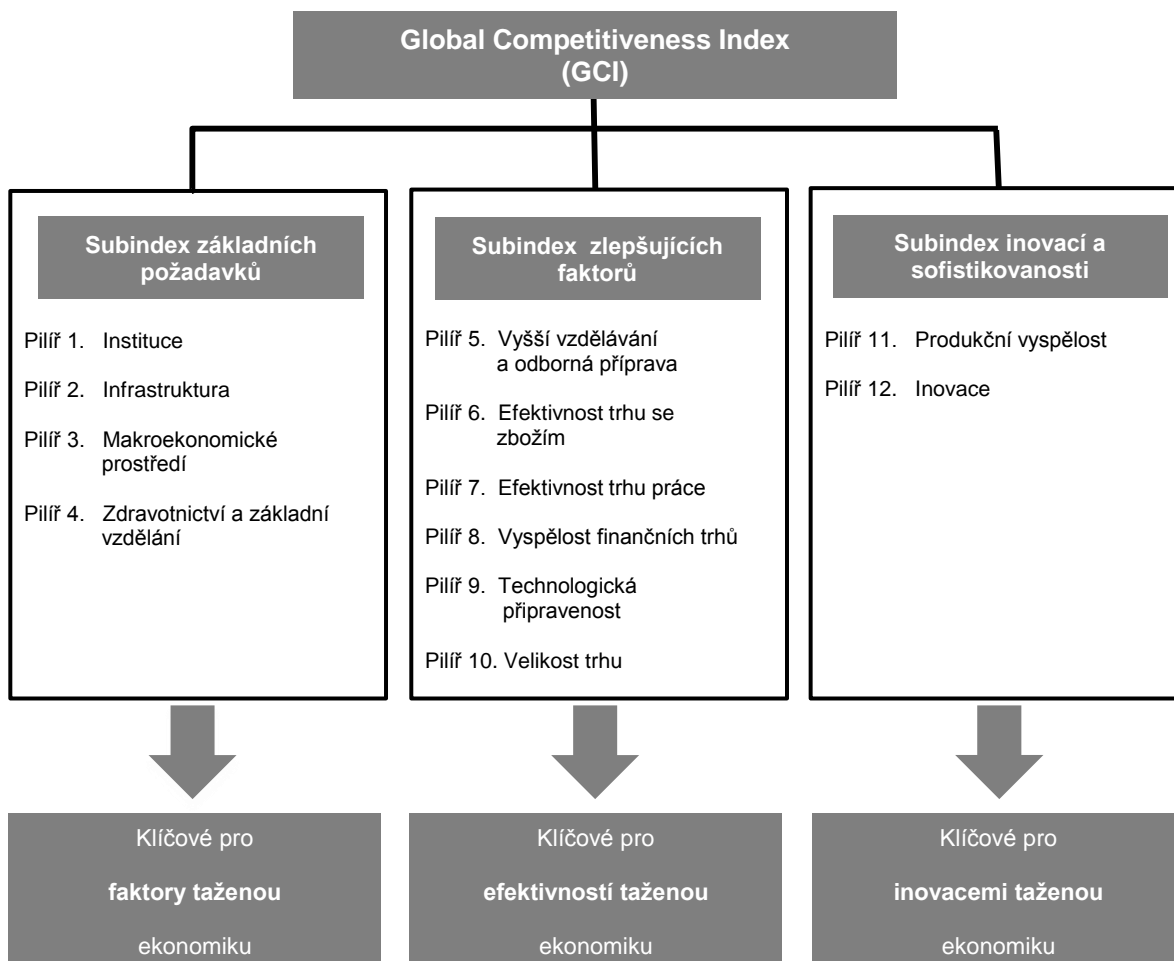 Global Competitiveness Index
(GCI)
Subindex základních
požadavků
Pilíř 1. Instituce
Pilíř 2. Infrastruktura
Pilíř 3. Makroekonomické
prostředí
Pilíř 4. Zdravotnictví a základní
vzdělání
Subindex zlepšujících
faktorů
Pilíř 5. Vyšší vzdělávání
a odborná příprava
Pilíř 6. Efektivnost trhu se
zbožím
Pilíř 7. Efektivnost trhu práce
Pilíř 8. Vyspělost finančních trhů
Pilíř 9. Technologická
připravenost
Pilíř 10. Velikost trhu
Subindex inovací a
sofistikovanosti
Pilíř 11. Produkční vyspělost
Pilíř 12. Inovace
Klíčové pro
faktory taženou
ekonomiku
Klíčové pro
efektivností taženou
ekonomiku
Klíčové pro
inovacemi taženou
ekonomiku